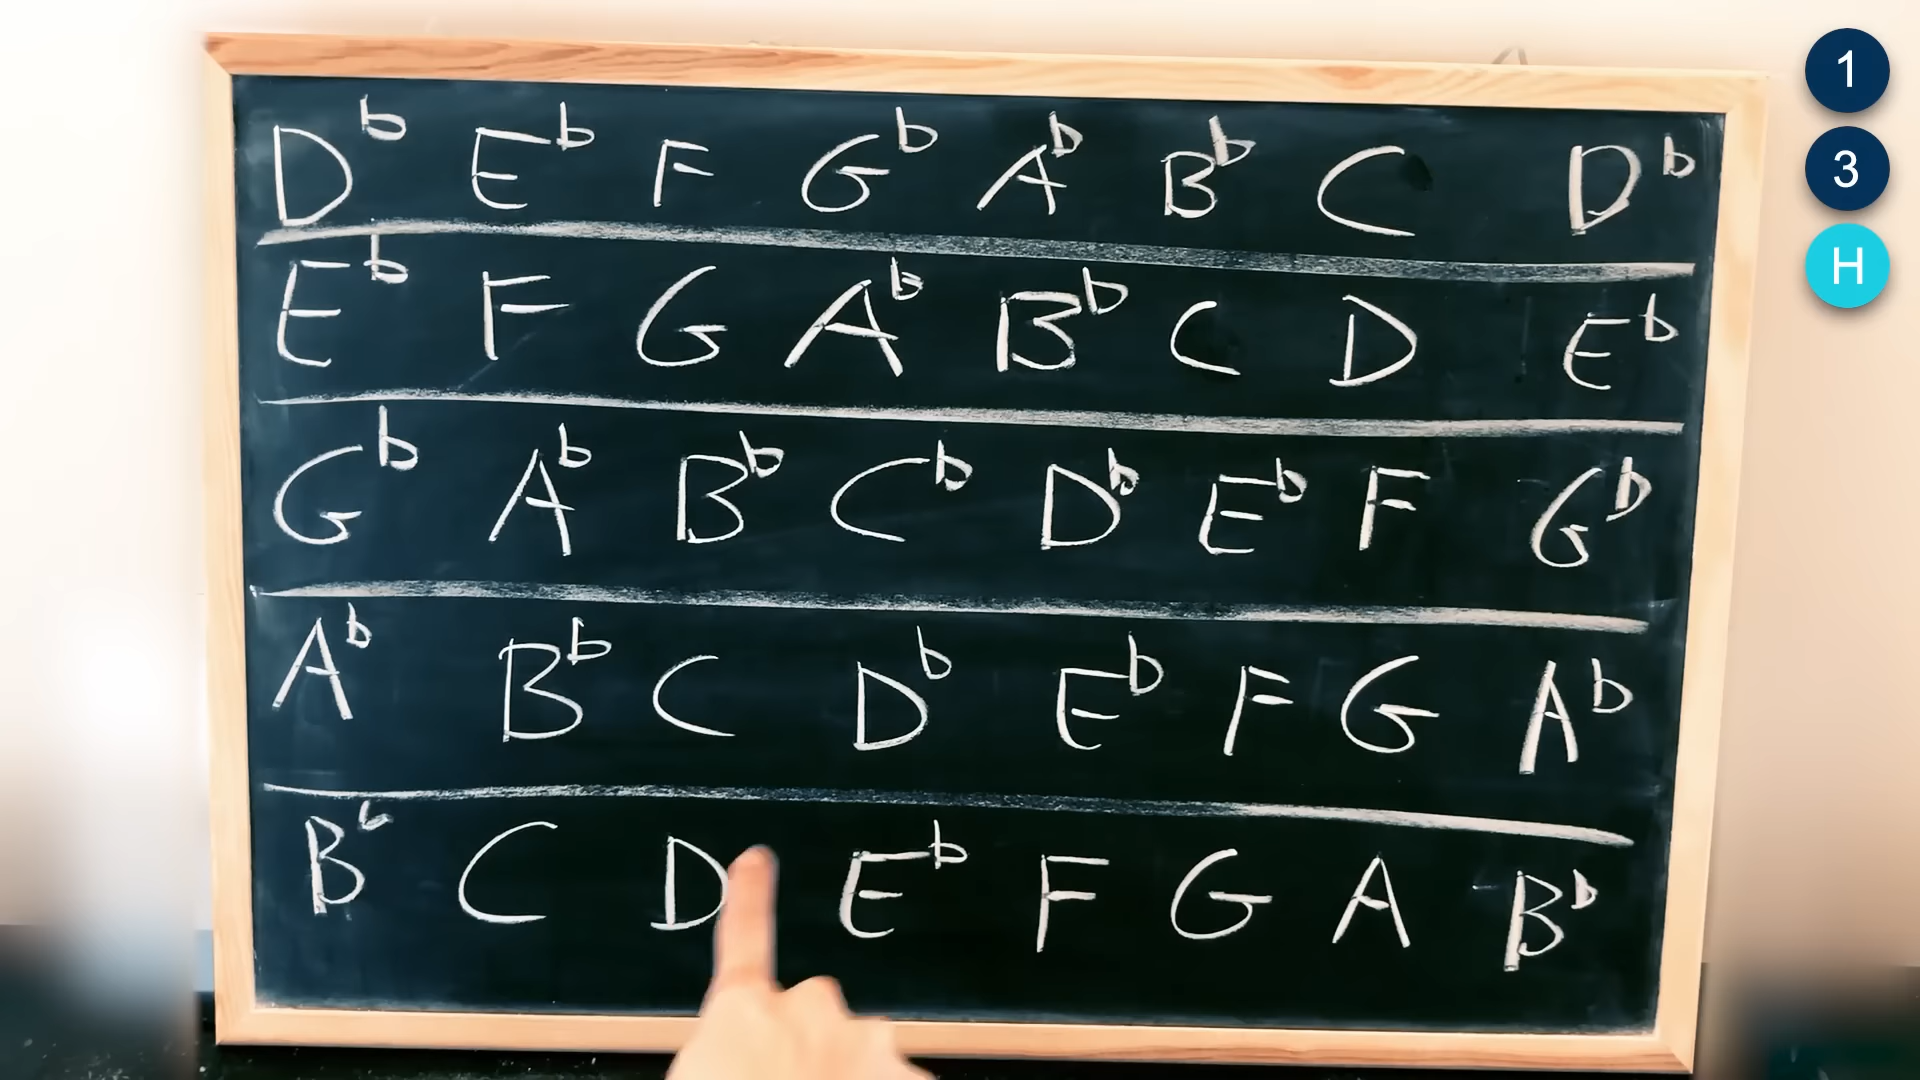 D♭ E♭ F G♭ A♭ B♭ C D♭
E♭ F G A♭ B♭ C D E♭
G♭ A♭ B♭ C♭ D♭ E♭ F G♭
A♭ B♭ C D♭ E♭ F G A♭
B♭ C D E♭ F G A B♭
1
3
H